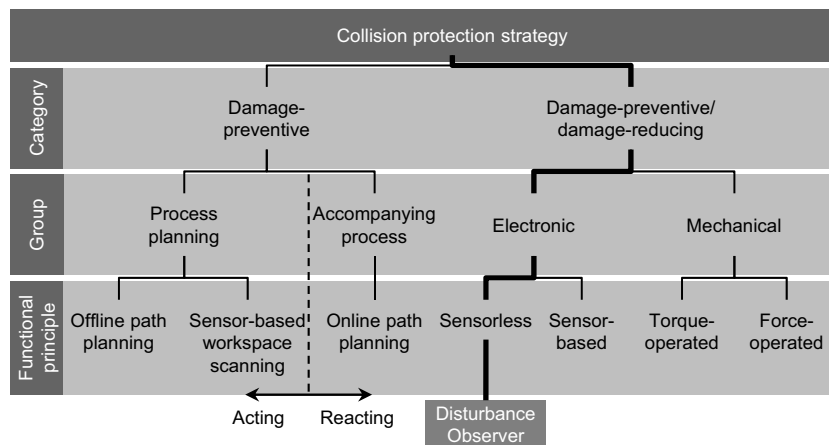 Collision protection strategy
Category
Damage-
preventive
Damage-preventive/
damage-reducing
Group
Process
planning
Accompanying
process
Electronic
Mechanical
Functional
principle
Offline path
planning
Sensor-based
workspace
scanning
Online path
planning
Sensorless
Sensor-
based
Torque-
operated
Force-
operated
Acting
Reacting
Disturbance
Observer